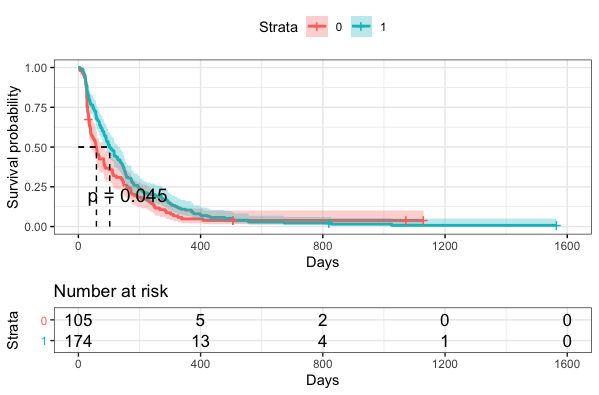 Strata 0 1
Survival probability
1.00
0.75
0.50
0.25
0.00
p = 0.045
0 400 800 1200 1600
Days
Number at risk
Strata
0 105 5 2 0 0
1 174 13 4 1 0
0 400 800 1200 1600
Days